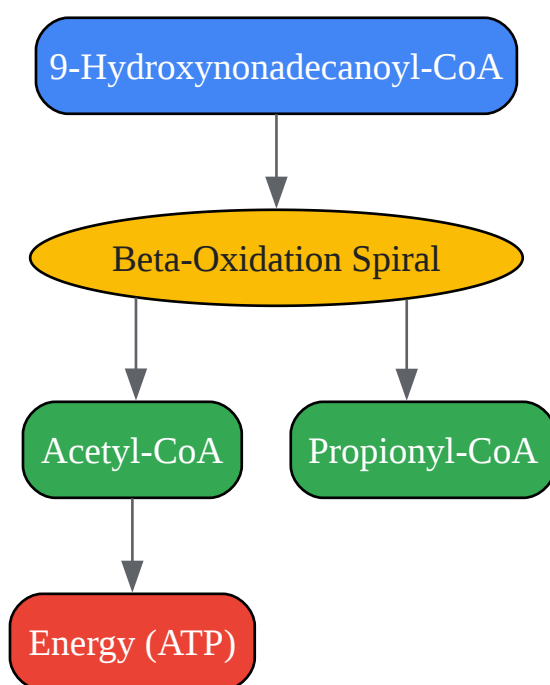 9-Hydroxynonadecanoyl-CoA
Beta-Oxidation Spiral
Acetyl-CoA
Propionyl-CoA
Energy (ATP)